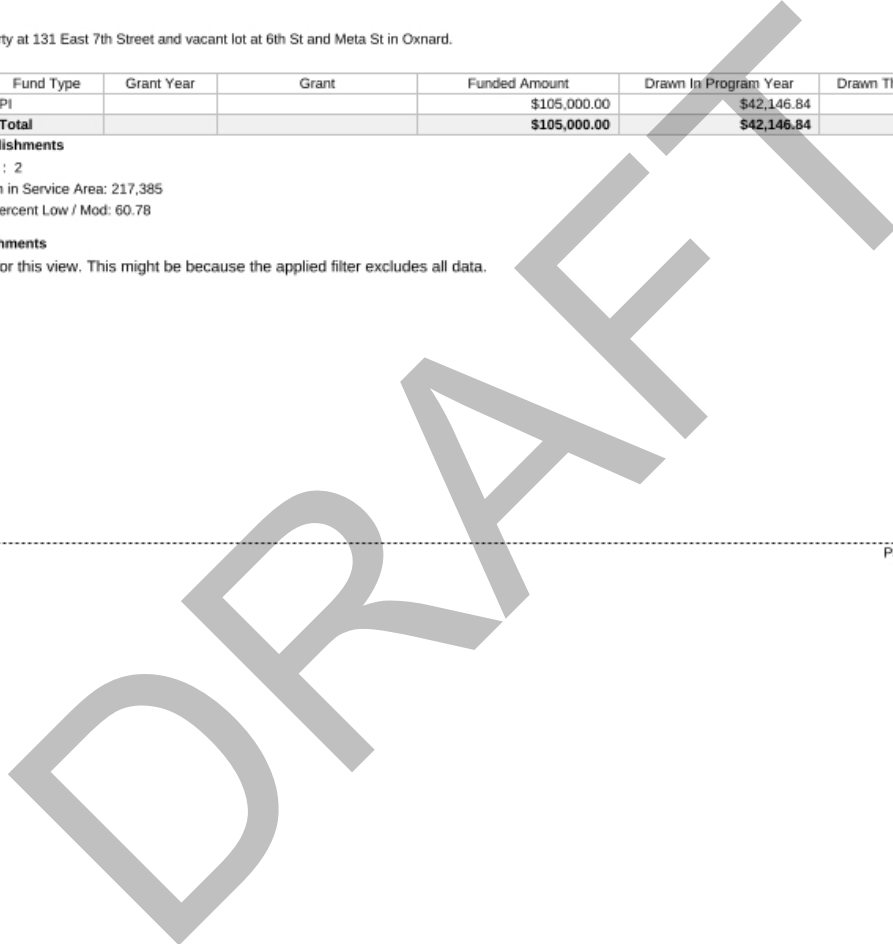 rty at 131 East 7th Street and vacant lot at 6th St and Meta St in Oxnard.
Fund Type Grant Year Grant Funded Amount Drawn In Program Year Drawn Th
PI $105,000.00 $42,146.84
Total $105,000.00 $42,146.84
lishments
: 2
n in Service Area: 217,385
ercent Low / Mod: 60.78
hments
or this view. This might be because the applied filter excludes all data.
P
DRAFT